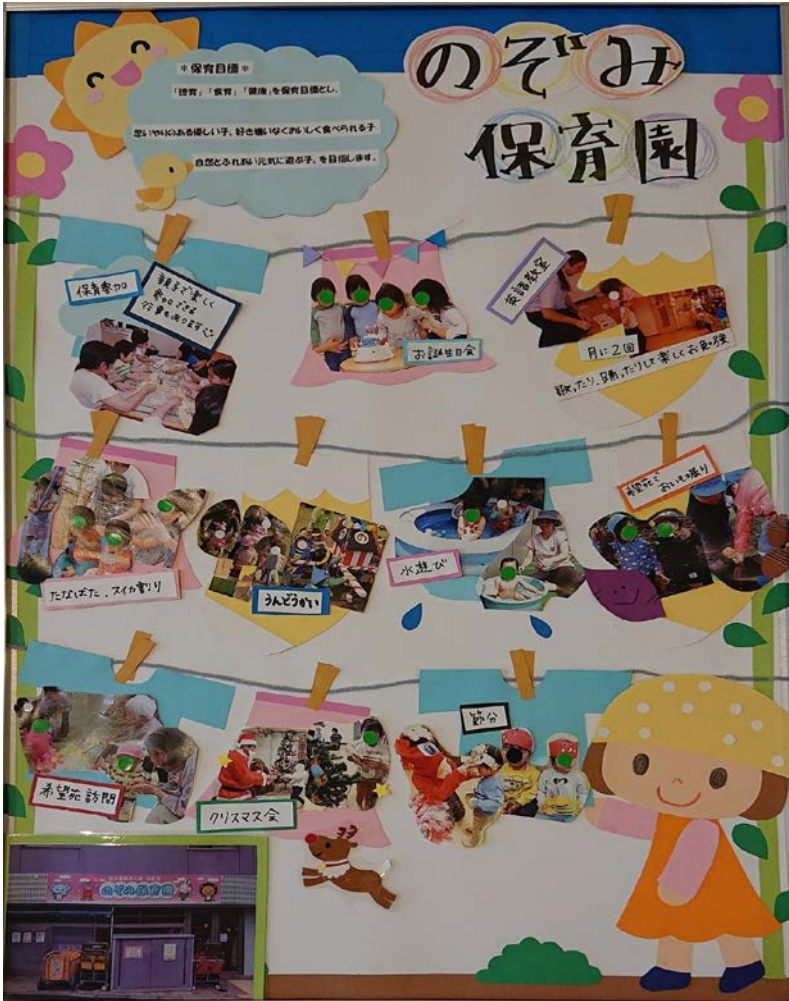 のぞみ
保育園
＊保育目標＊
「徳育」「食育」「健康」を保育目標とし、
思いやりのある優しい子、好き嫌いなくおいしく食べられる子
自然とふれあい元気に遊ぶ子、を目指します。
保育参加
親子で楽しく
参加できる
行事もあります
お誕生日会
英語教室
月に2回
歌ったり、踊ったりして楽しくお勉強
たなばた、スイカ割り
うんどうかい
水遊び
希望苑で
おいも堀り
希望苑訪問
クリスマス会
節分
のぞみ保育園